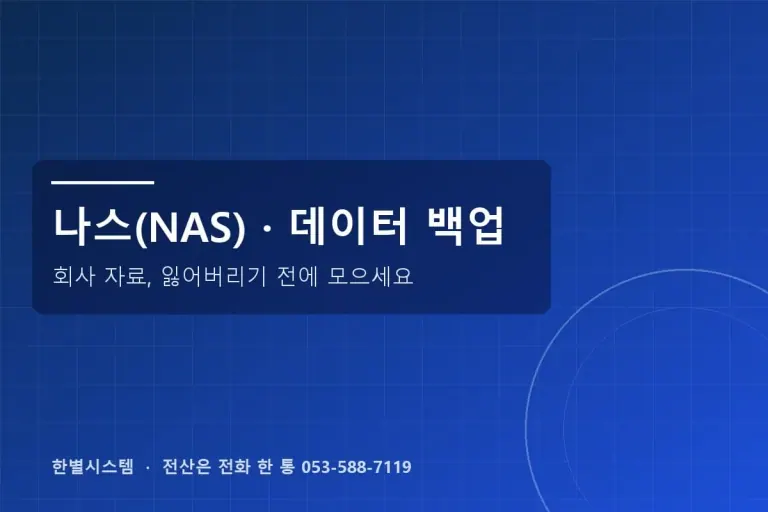 나스(NAS) · 데이터 백업
회사 자료, 잃어버리기 전에 모으세요
한별시스템 · 전산은 전화 한 통 053-588-7119